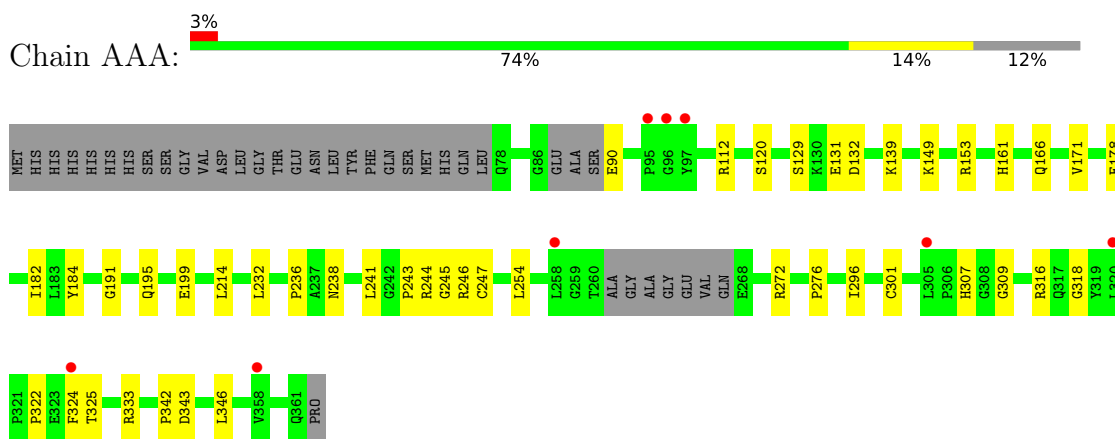 3%
Chain AAA:
74% 14% 12%
MET HIS HIS HIS HIS HIS HIS SER SER GLY VAL ASP LEU GLY THR GLU ASN LEU TYR PHE GLN SER MET HIS GLN LEU Q78 G86 GLU ALA SER E90 P95 G96 Y97 R112 S120 S129 K130 E131 D132 K139 K149 R153 H161 Q166 V171
I182 L183 Y184 G191 Q195 E199 L214 L232 P236 A237 N238 L241 G242 P243 R244 G245 R246 C247 L254 L258 G259 T260 ALA GLY ALA GLY GLU VAL GLN E268 R272 P276 I296 C301 L305 P306 H307 G308 G309 R316 Q317 G318 Y319
P321 P322 E323 F324 T325 R333 P342 D343 L346 V358 Q361 PRO